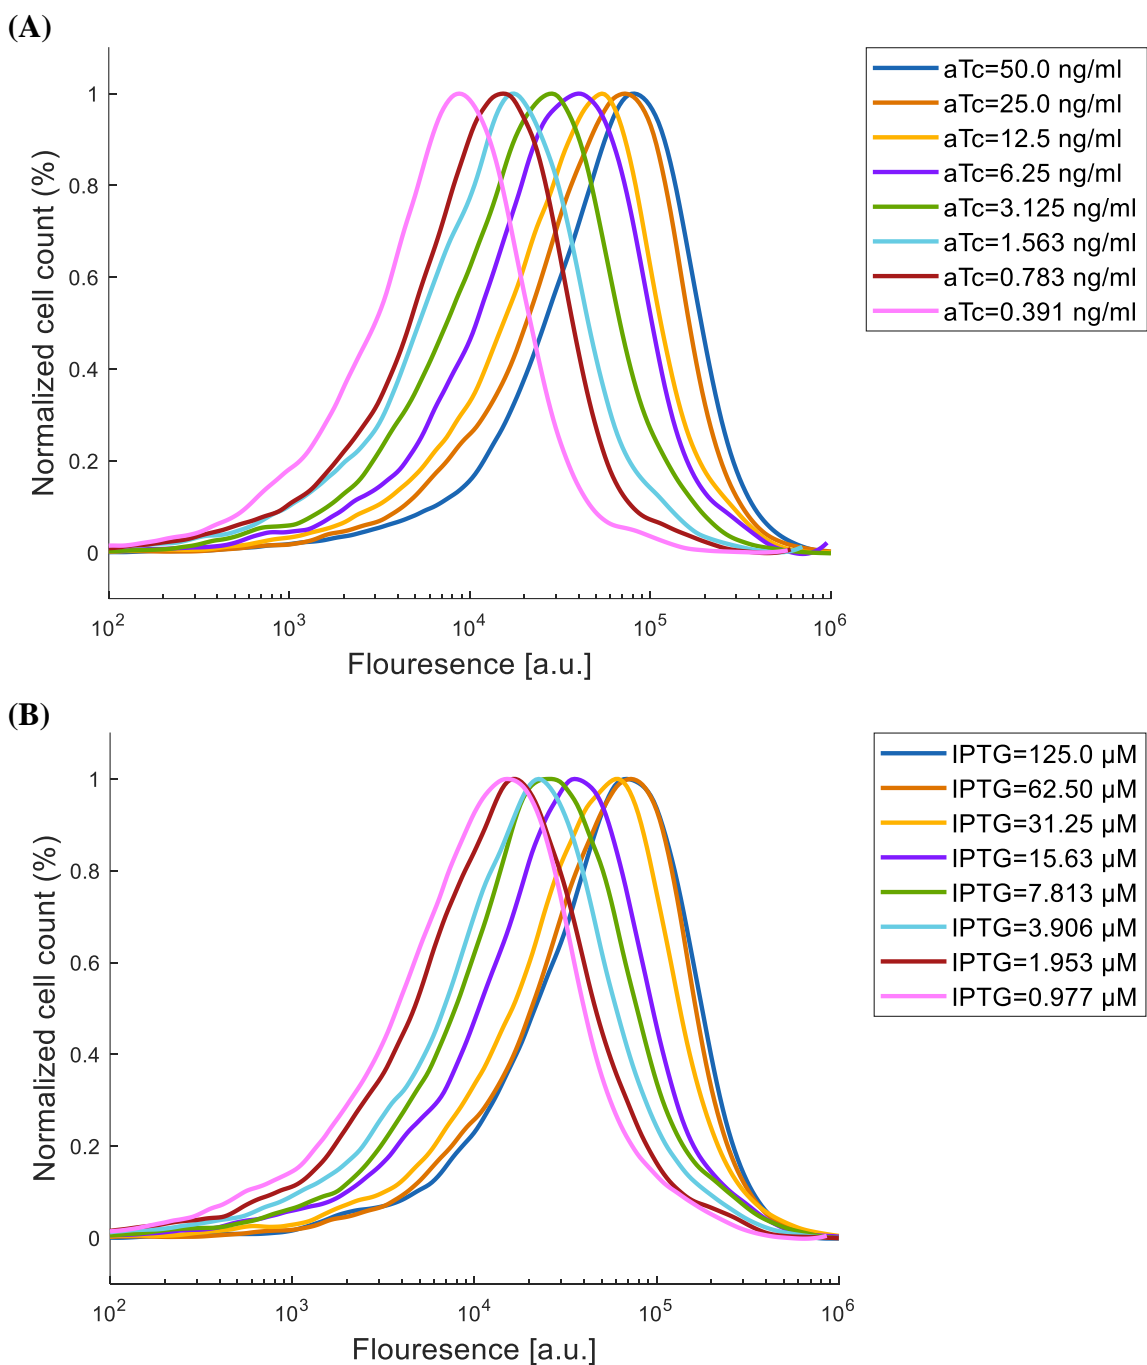 (A)
Normalized cell count (%)
1
0.8
0.6
0.4
0.2
0
10²
10³
10⁴
10⁵
10⁶
Flouresence [a.u.]
aTc=50.0 ng/ml
aTc=25.0 ng/ml
aTc=12.5 ng/ml
aTc=6.25 ng/ml
aTc=3.125 ng/ml
aTc=1.563 ng/ml
aTc=0.783 ng/ml
aTc=0.391 ng/ml
(B)
Normalized cell count (%)
1
0.8
0.6
0.4
0.2
0
10²
10³
10⁴
10⁵
10⁶
Flouresence [a.u.]
IPTG=125.0 µM
IPTG=62.50 µM
IPTG=31.25 µM
IPTG=15.63 µM
IPTG=7.813 µM
IPTG=3.906 µM
IPTG=1.953 µM
IPTG=0.977 µM